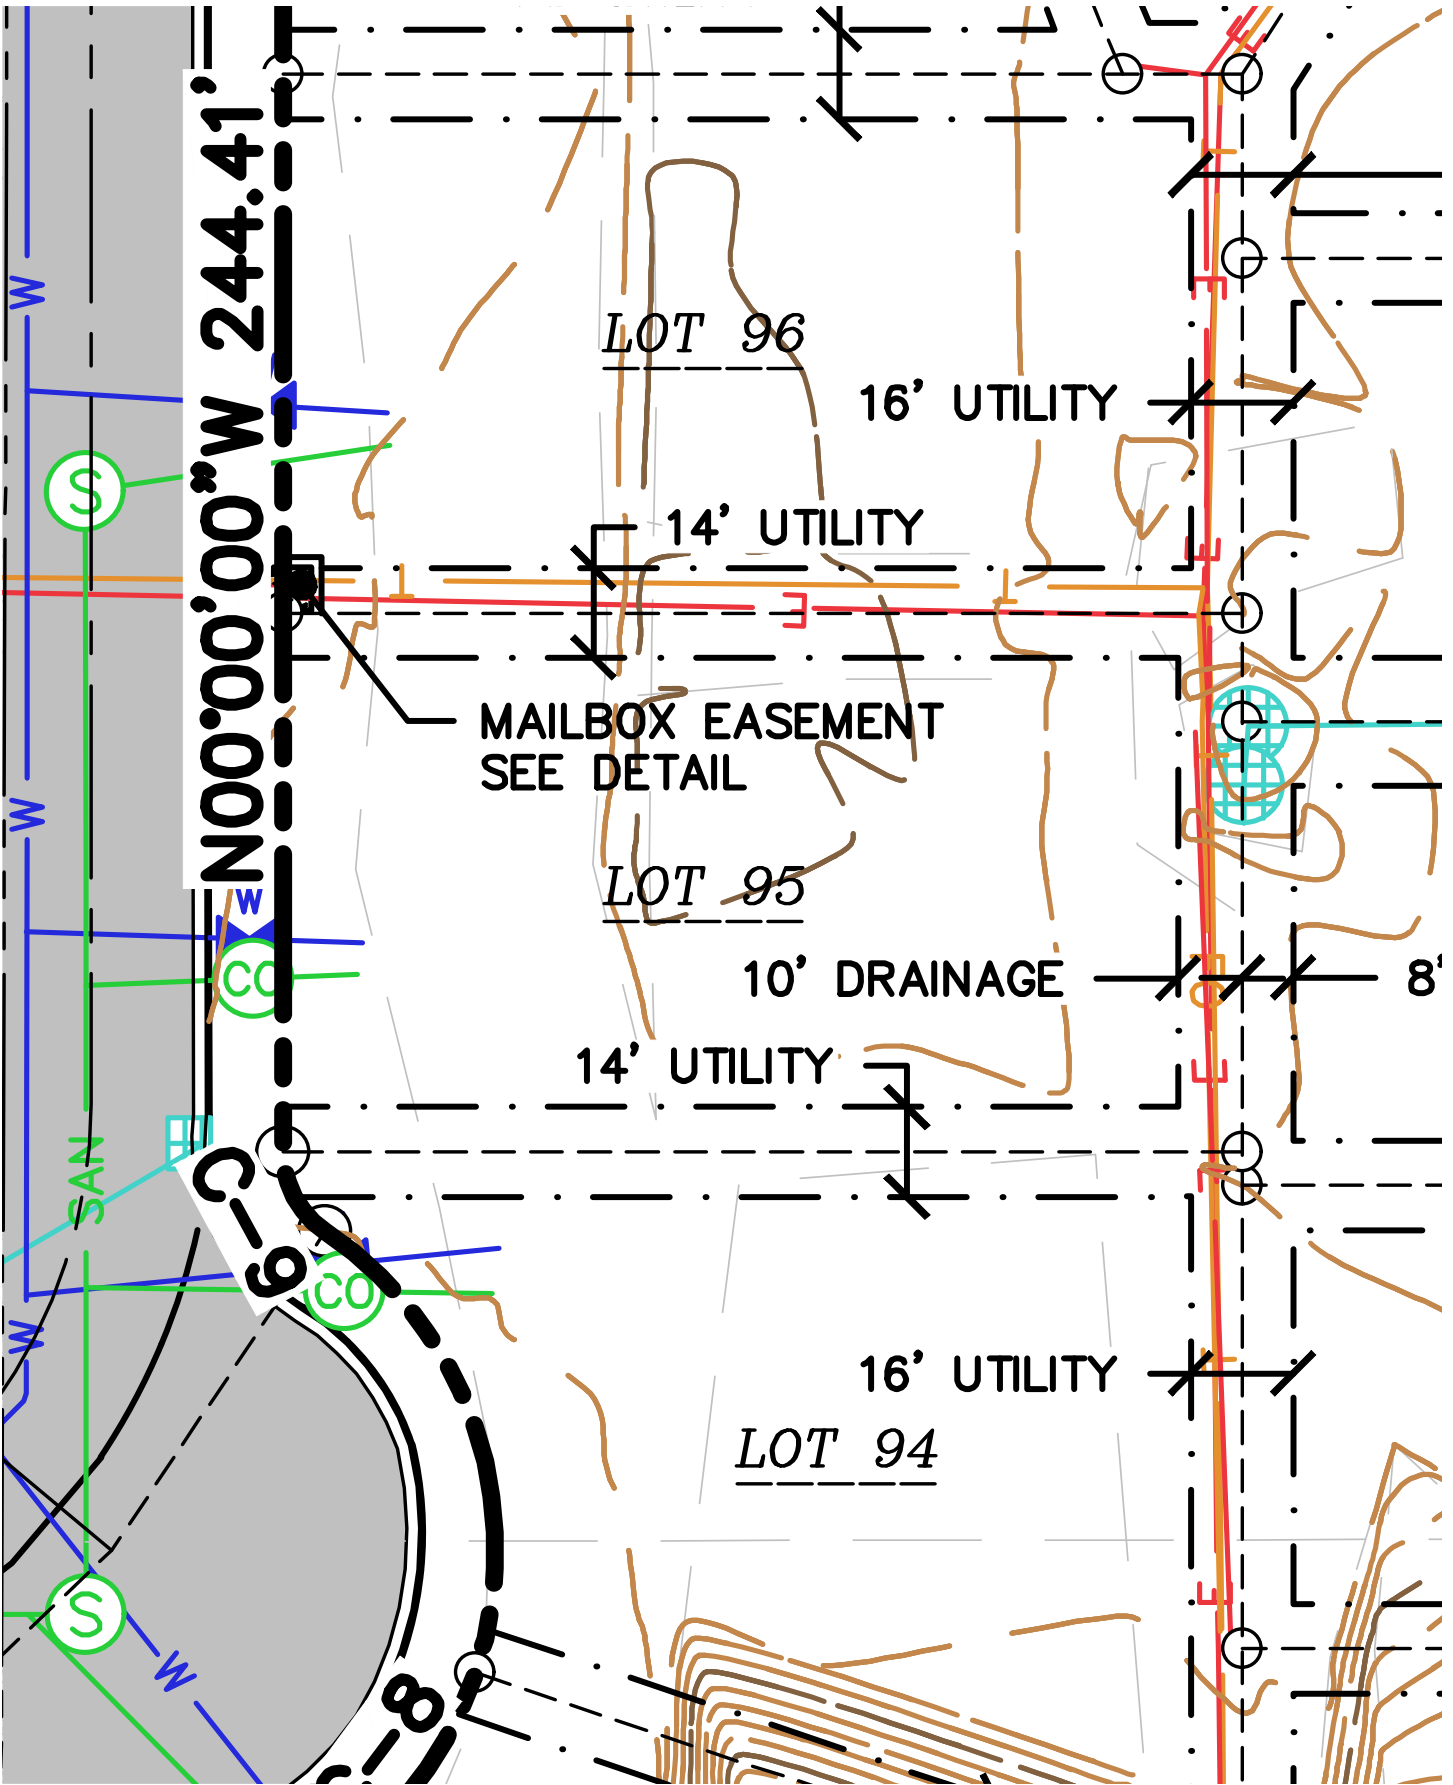 N00°00'00"W 244.41'
W
LOT 96
16' UTILITY
S
14' UTILITY
MAILBOX EASEMENT
SEE DETAIL
W
LOT 95
W
CO
10' DRAINAGE
8'
14' UTILITY
SAN
C-9
CO
W
16' UTILITY
LOT 94
S
W
8